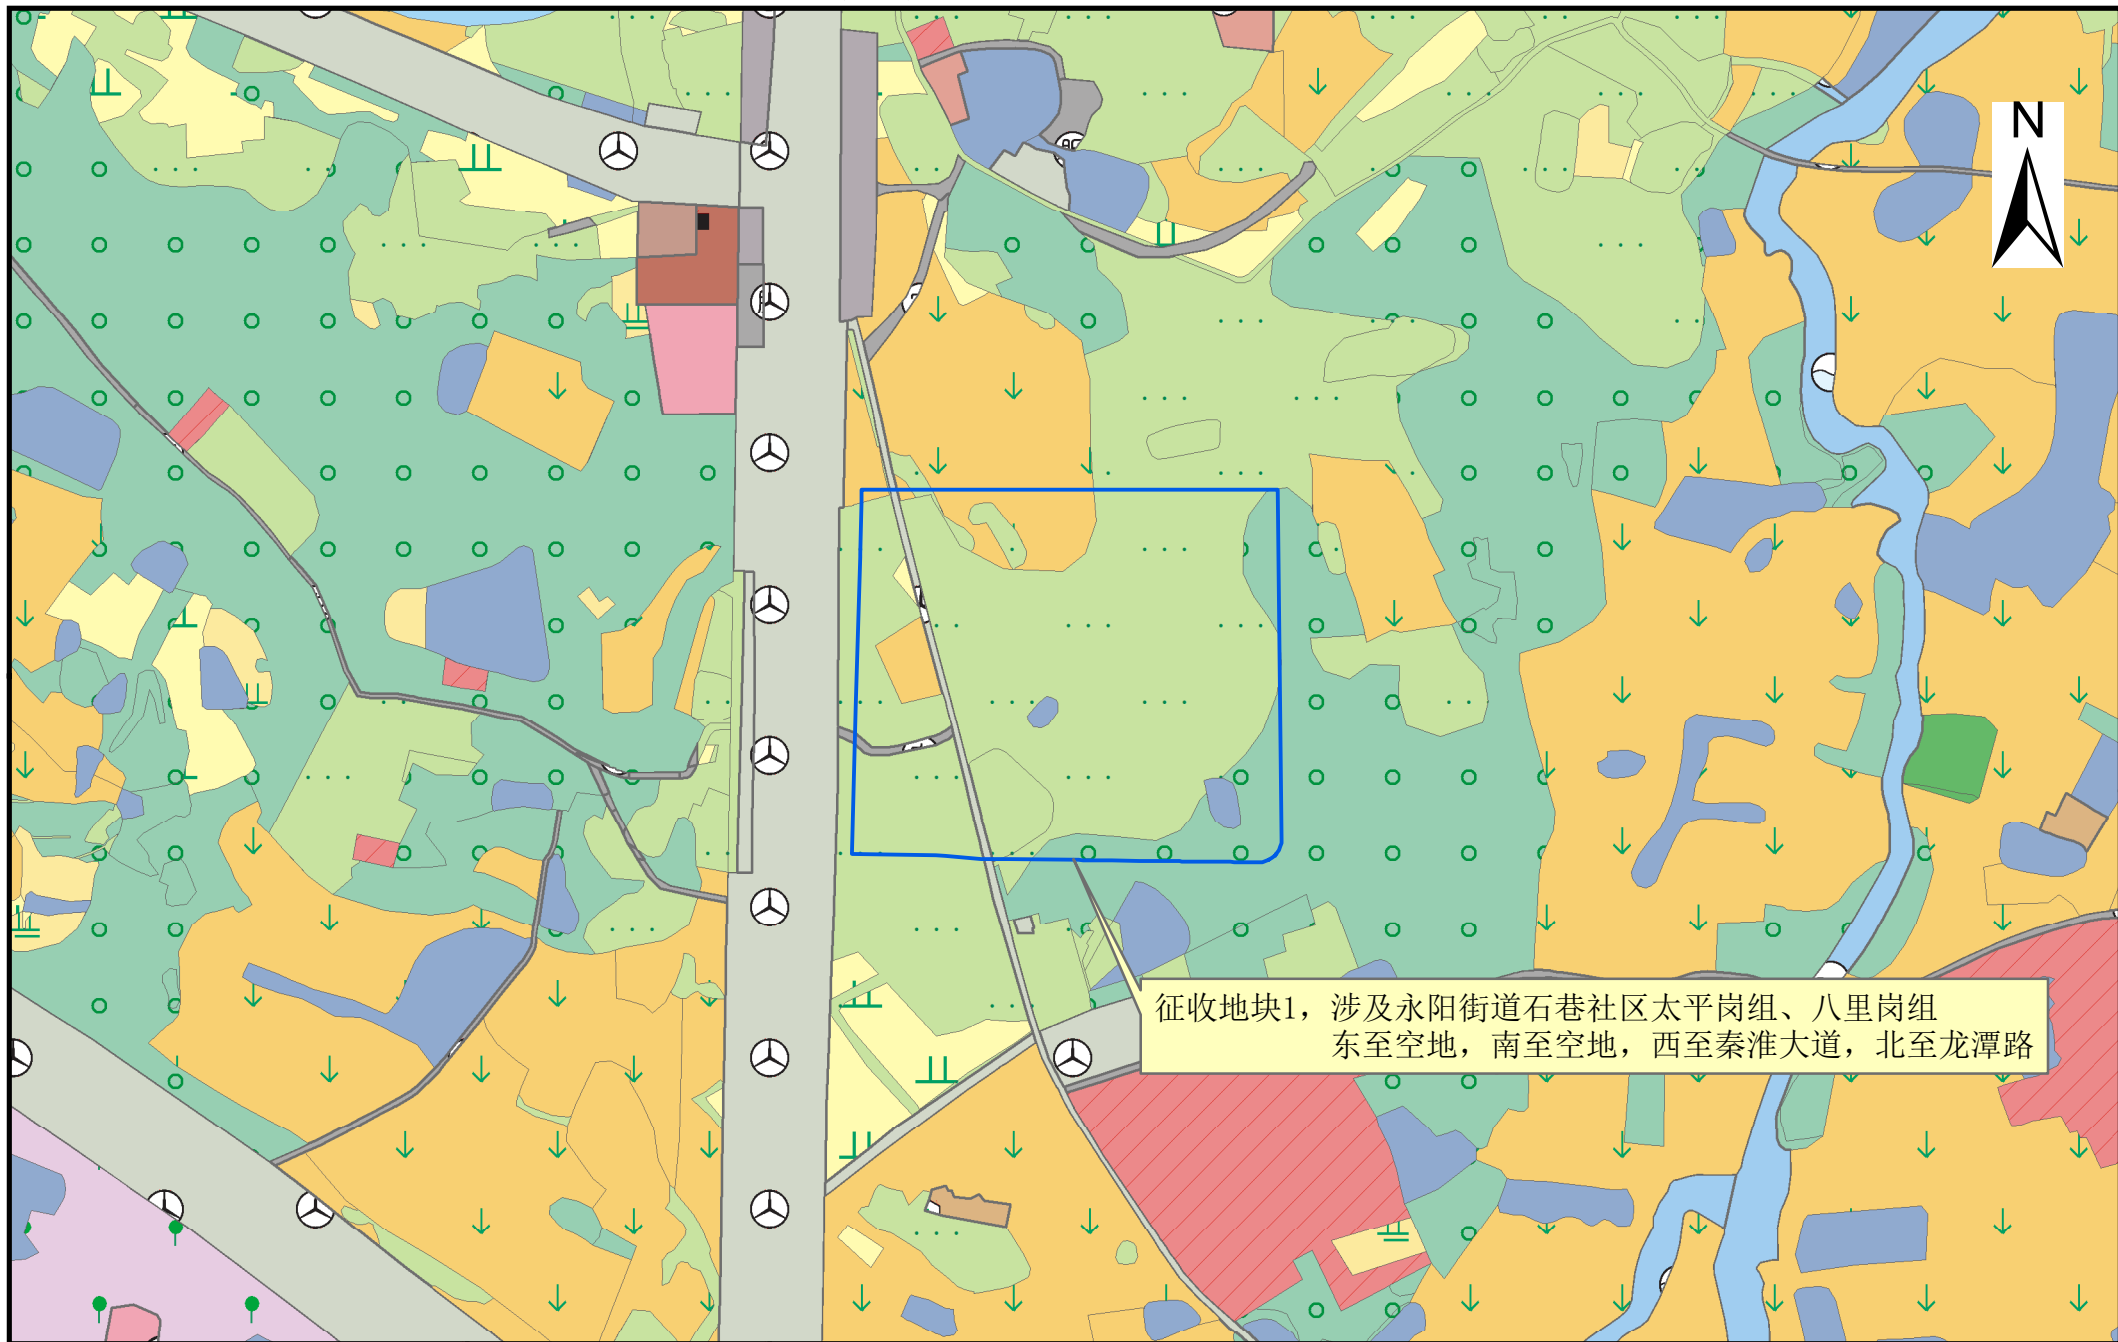 N
征收地块1，涉及永阳街道石巷社区太平岗组、八里岗组
东至空地，南至空地，西至秦淮大道，北至龙潭路